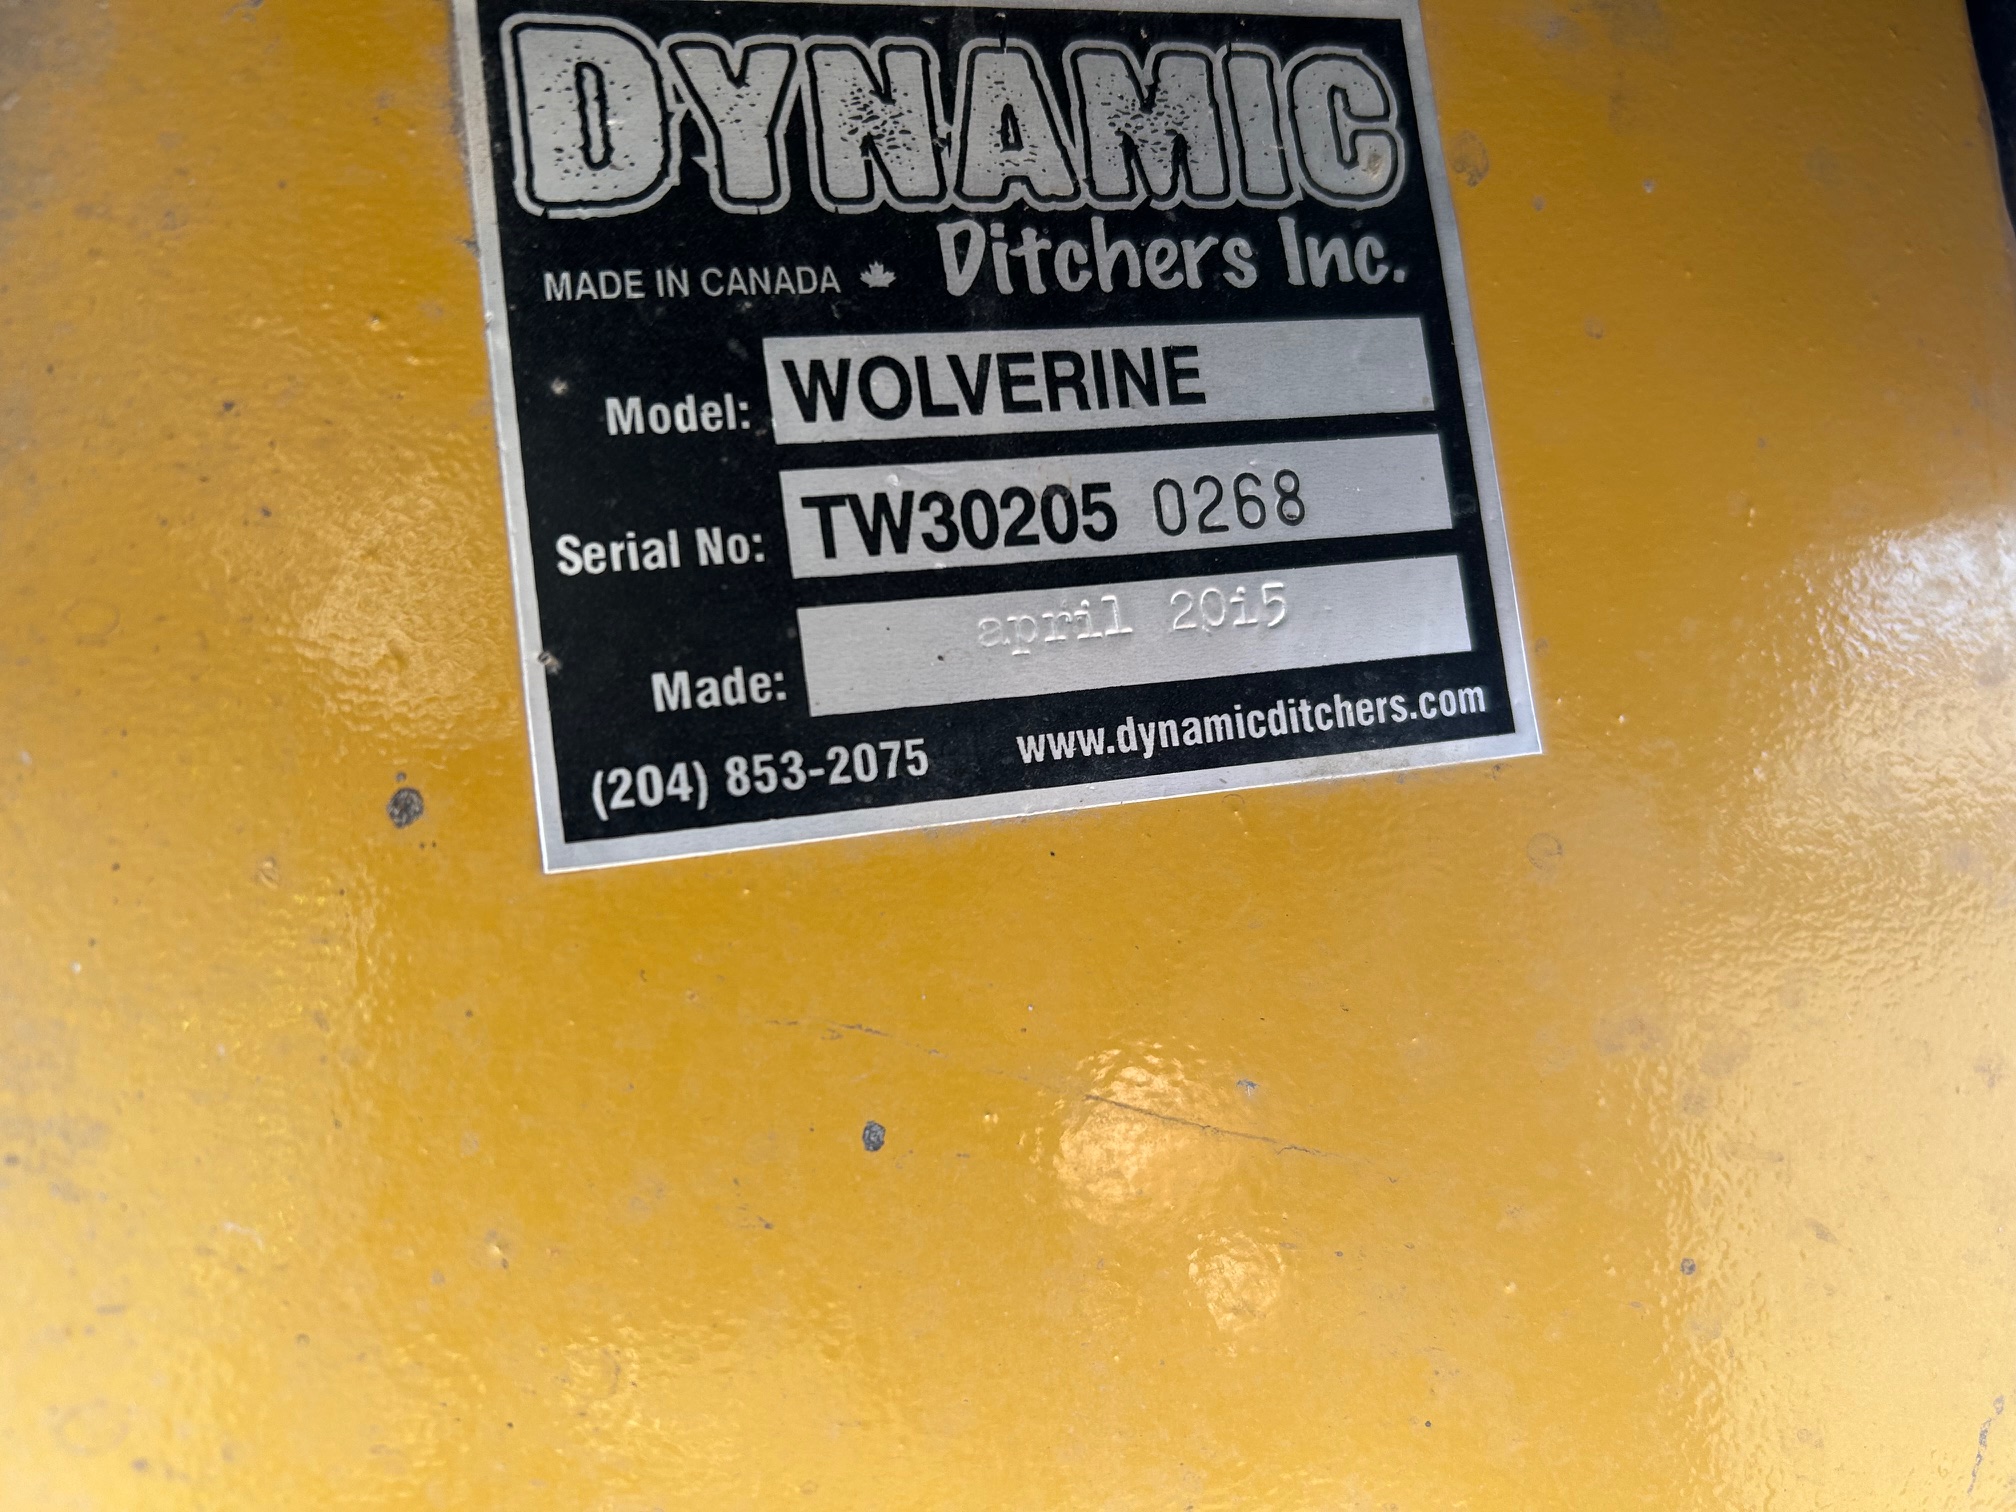 DYNAMIC
Ditchers Inc.
MADE IN CANADA
Model: WOLVERINE
Serial No: TW30205 0268
Made: april 2015
(204) 853-2075 www.dynamicditchers.com